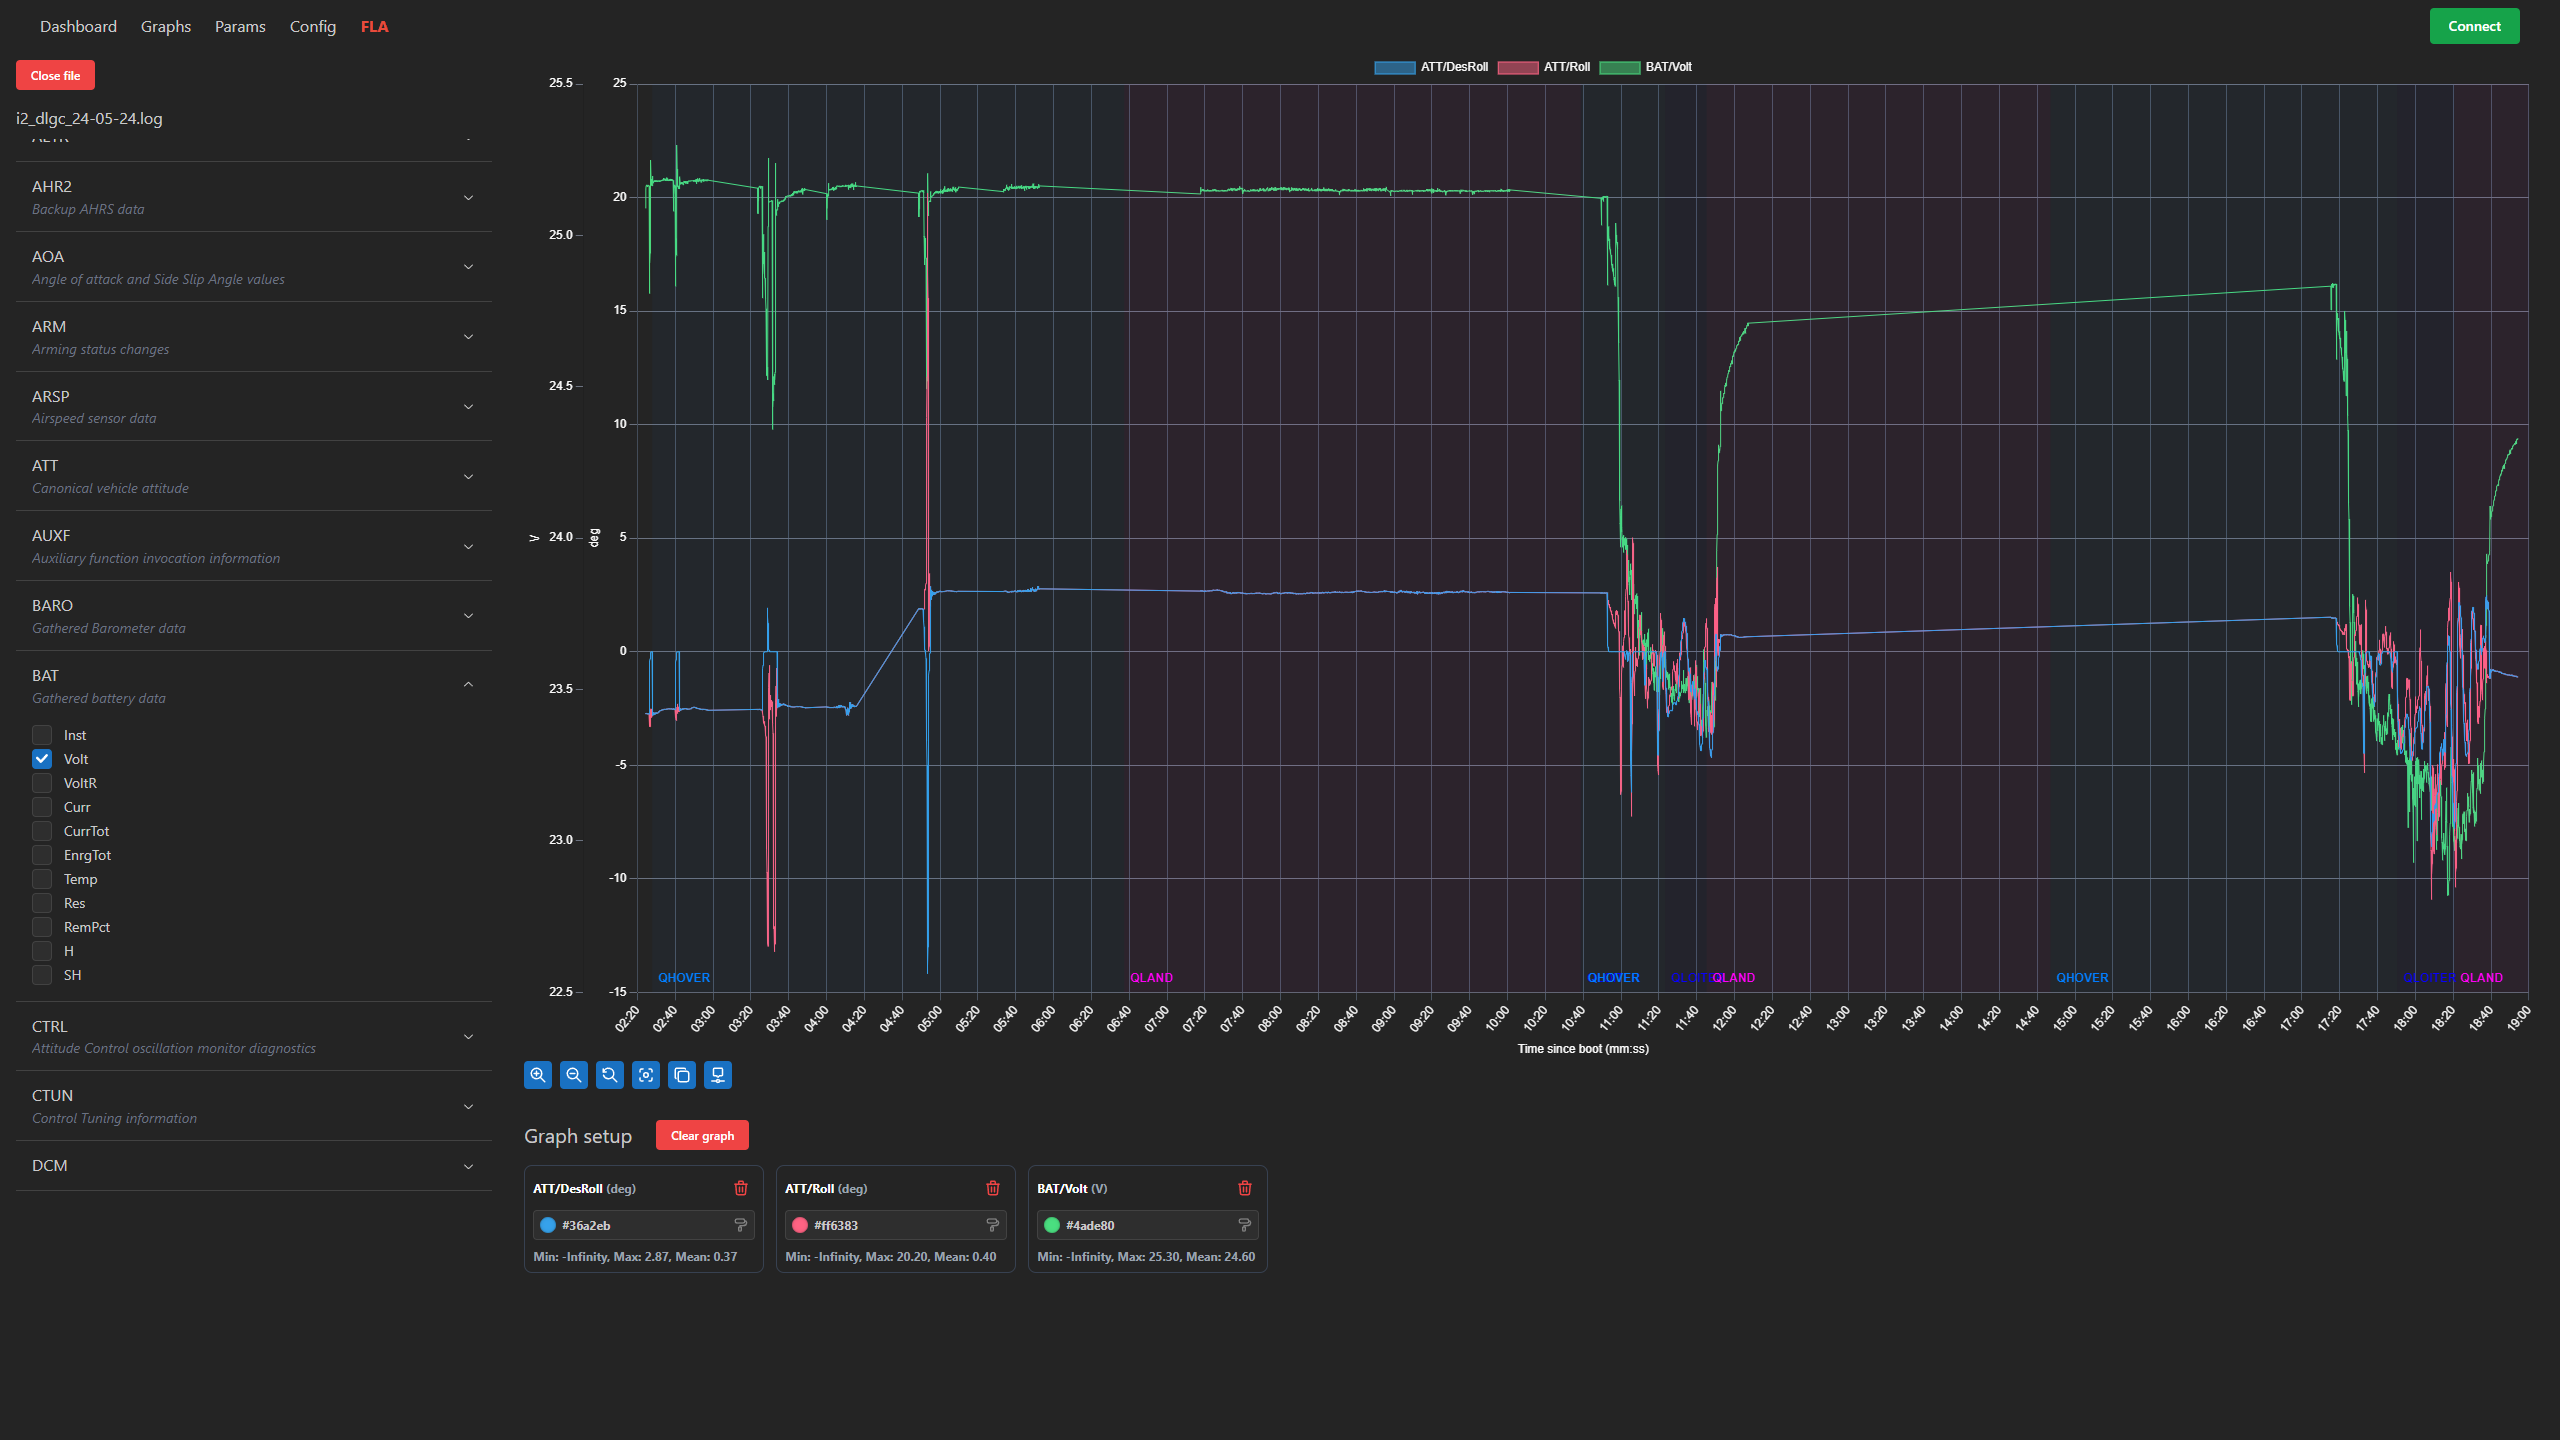 Dashboard Graphs Params Config FLA Connect
Close file
i2_dlgc_24-05-24.log
AHR2
Backup AHRS data
AOA
Angle of attack and Side Slip Angle values
ARM
Arming status changes
ARSP
Airspeed sensor data
ATT
Canonical vehicle attitude
AUXF
Auxiliary function invocation information
BARO
Gathered Barometer data
BAT
Gathered battery data
Inst
Volt
VoltR
Curr
CurrTot
EnrgTot
Temp
Res
RemPct
H
SH
CTRL
Attitude Control oscillation monitor diagnostics
CTUN
Control Tuning information
DCM
ATT/DesRoll ATT/Roll BAT/Volt
V
25.5
25.0
24.5
24.0
23.5
23.0
22.5
deg
25
20
15
10
5
0
-5
-10
-15
QHOVER QLAND QHOVER QLAND QHOVER QLAND
02:20 02:40 03:00 03:20 03:40 04:00 04:20 04:40 05:00 05:20 05:40 06:00 06:20 06:40 07:00 07:20 07:40 08:00 08:20 08:40 09:00 09:20 09:40 10:00 10:20 10:40 11:00 11:20 11:40 12:00 12:20 12:40 13:00 13:20 13:40 14:00 14:20 14:40 15:00 15:20 15:40 16:00 16:20 16:40 17:00 17:20 17:40 18:00 18:20 18:40 19:00
Time since boot (mm:ss)
Graph setup Clear graph
ATT/DesRoll (deg)
#36a2eb
Min: -Infinity, Max: 2.87, Mean: 0.37
ATT/Roll (deg)
#ff6383
Min: -Infinity, Max: 20.20, Mean: 0.40
BAT/Volt (V)
#4ade80
Min: -Infinity, Max: 25.30, Mean: 24.60